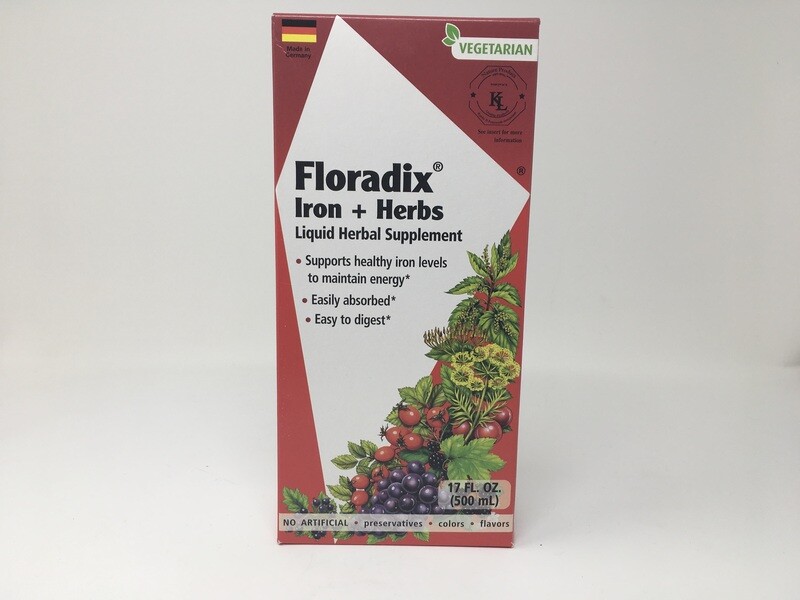 Made in
Germany
VEGETARIAN
KL
See insert for more
information
®
Floradix®
Iron + Herbs
Liquid Herbal Supplement
• Supports healthy iron levels
to maintain energy*
• Easily absorbed*
• Easy to digest*
17 FL. OZ.
(500 mL)
NO ARTIFICIAL • preservatives • colors • flavors